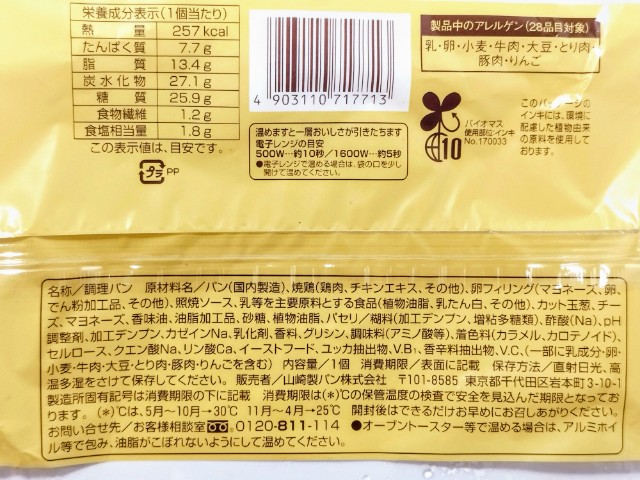 栄養成分表示(1個当たり)
熱量 257kcal
たんぱく質 7.7g
脂質 13.4g
炭水化物 27.1g
糖質 25.9g
食物繊維 1.2g
食塩相当量 1.8g
この表示値は、目安です。
プラ PP
4 903110 717713
温めますと一層おいしさが引きたちます
電子レンジの目安
500W…約10秒/1600W…約5秒
●電子レンジで温める場合は、袋の口を少し
開けて温めてください。
製品中のアレルゲン(28品目対象)
乳・卵・小麦・牛肉・大豆・とり肉・
豚肉・りんご
バイオマス
使用部位:インキ
No.170033
10
このパッケージの
インキには、環境に
配慮した植物由来
の原料を使用して
おります。
名称/調理パン 原材料名/パン(国内製造)、焼鶏(鶏肉、チキンエキス、その他)、卵フィリング(マヨネーズ、卵、
でん粉加工品、その他)、照焼ソース、乳等を主要原料とする食品(植物油脂、乳たん白、その他)、カット玉葱、チー
ズ、マヨネーズ、香味油、油脂加工品、砂糖、植物油脂、パセリ/糊料(加工デンプン、増粘多糖類)、酢酸(Na)、pH
調整剤、加工デンプン、カゼインNa、乳化剤、香料、グリシン、調味料(アミノ酸等)、着色料(カラメル、カロテノイド)、
セルロース、クエン酸Na、リン酸Ca、イーストフード、ユッカ抽出物、V.B₁、香辛料抽出物、V.C、(一部に乳成分・卵・
小麦・牛肉・大豆・とり肉・豚肉・りんごを含む) 内容量/1個 消費期限/表面に記載 保存方法/直射日光、高
温多湿をさけて保存してください。 販売者/山崎製パン株式会社 〒101-8585 東京都千代田区岩本町3-10-1
製造所固有記号は消費期限の下に記載 消費期限は(*)℃の保管温度の検査で安全を見込んだ期限となってお
ります。 (*)℃は、5月~10月→30℃ 11月~4月→25℃ 開封後はできるだけお早めにお召しあがりください。
お問い合せ先/お客様相談室 0120-811-114 ●オーブントースター等で温める場合は、アルミホ
イル等で包み、油脂がこぼれないようにして温めてください。